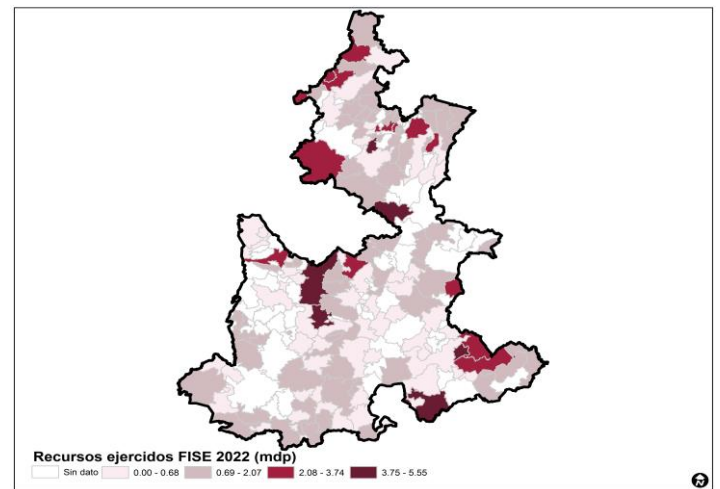 Recursos ejercidos FISE 2022 (mdp)
Sin dato 0.00 - 0.68 0.69 - 2.07 2.08 - 3.74 3.75 - 5.55